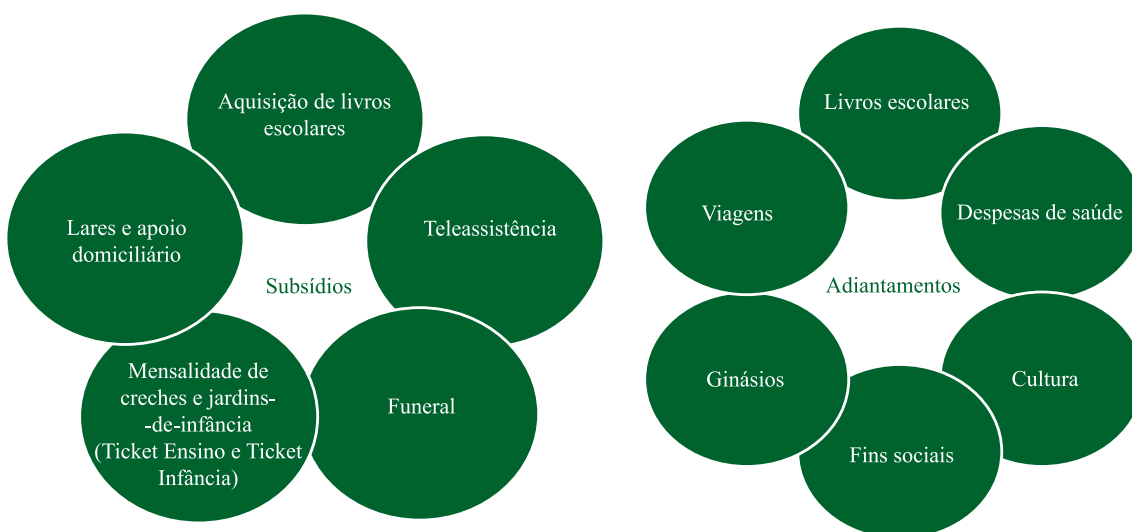 Aquisição de livros
escolares
Teleassistência
Funeral
Mensalidade de
creches e jardins-
-de-infância
(Ticket Ensino e Ticket
Infância)
Lares e apoio
domiciliário
Subsídios
Livros escolares
Despesas de saúde
Cultura
Fins sociais
Ginásios
Viagens
Adiantamentos